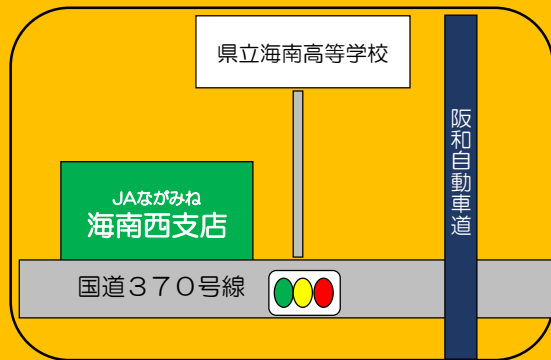 県立海南高等学校
阪和自動車道
JAながみね
海南西支店
国道３７０号線